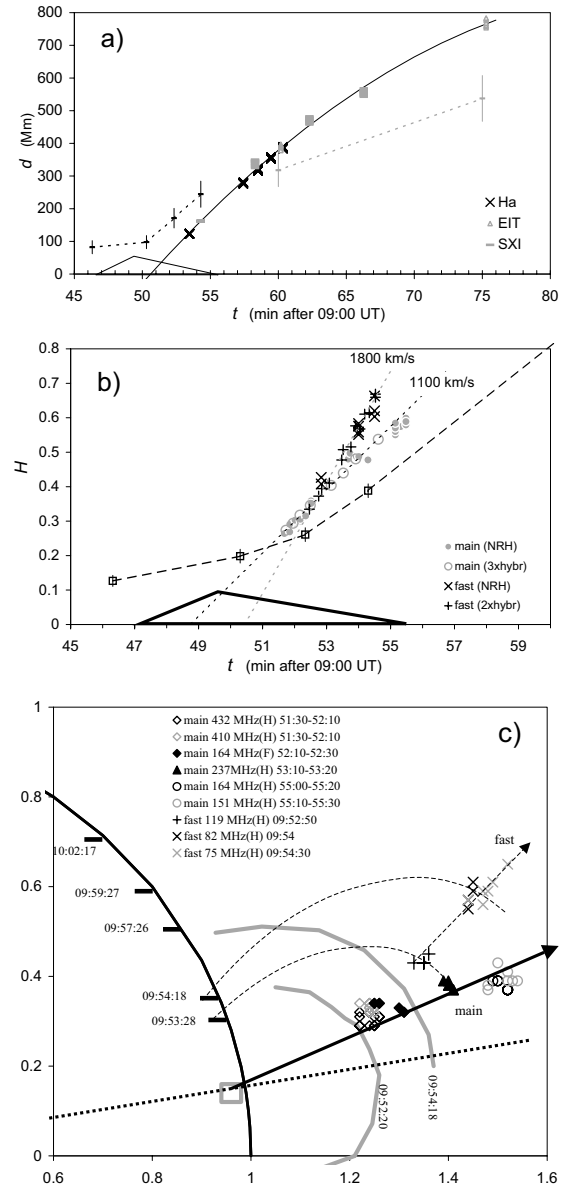 a)
800
700
600
500
400
300
200
100
0
d (Mm)
Ha
EIT
SXI
45 50 55 60 65 70 75 80
t (min after 09:00 UT)
b)
1800 km/s
1100 km/s
0.8
0.7
0.6
0.5
0.4
0.3
0.2
0.1
0
H
main (NRH)
main (3xhybr)
fast (NRH)
fast (2xhybr)
45 47 49 51 53 55 57 59
t (min after 09:00 UT)
c)
1
0.8
0.6
0.4
0.2
0
main 432 MHz(H) 51:30-52:10
main 410 MHz(H) 51:30-52:10
main 164 MHz(F) 52:10-52:30
main 237MHz(H) 53:10-53:20
main 164 MHz(H) 55:00-55:20
main 151 MHz(H) 55:10-55:30
fast 119 MHz(H) 09:52:50
fast 82 MHz(H) 09:54
fast 75 MHz(H) 09:54:30
fast
10:02:17
09:59:27
09:57:26
09:54:18
09:53:28
main
09:52:20
09:54:18
0.6 0.8 1 1.2 1.4 1.6